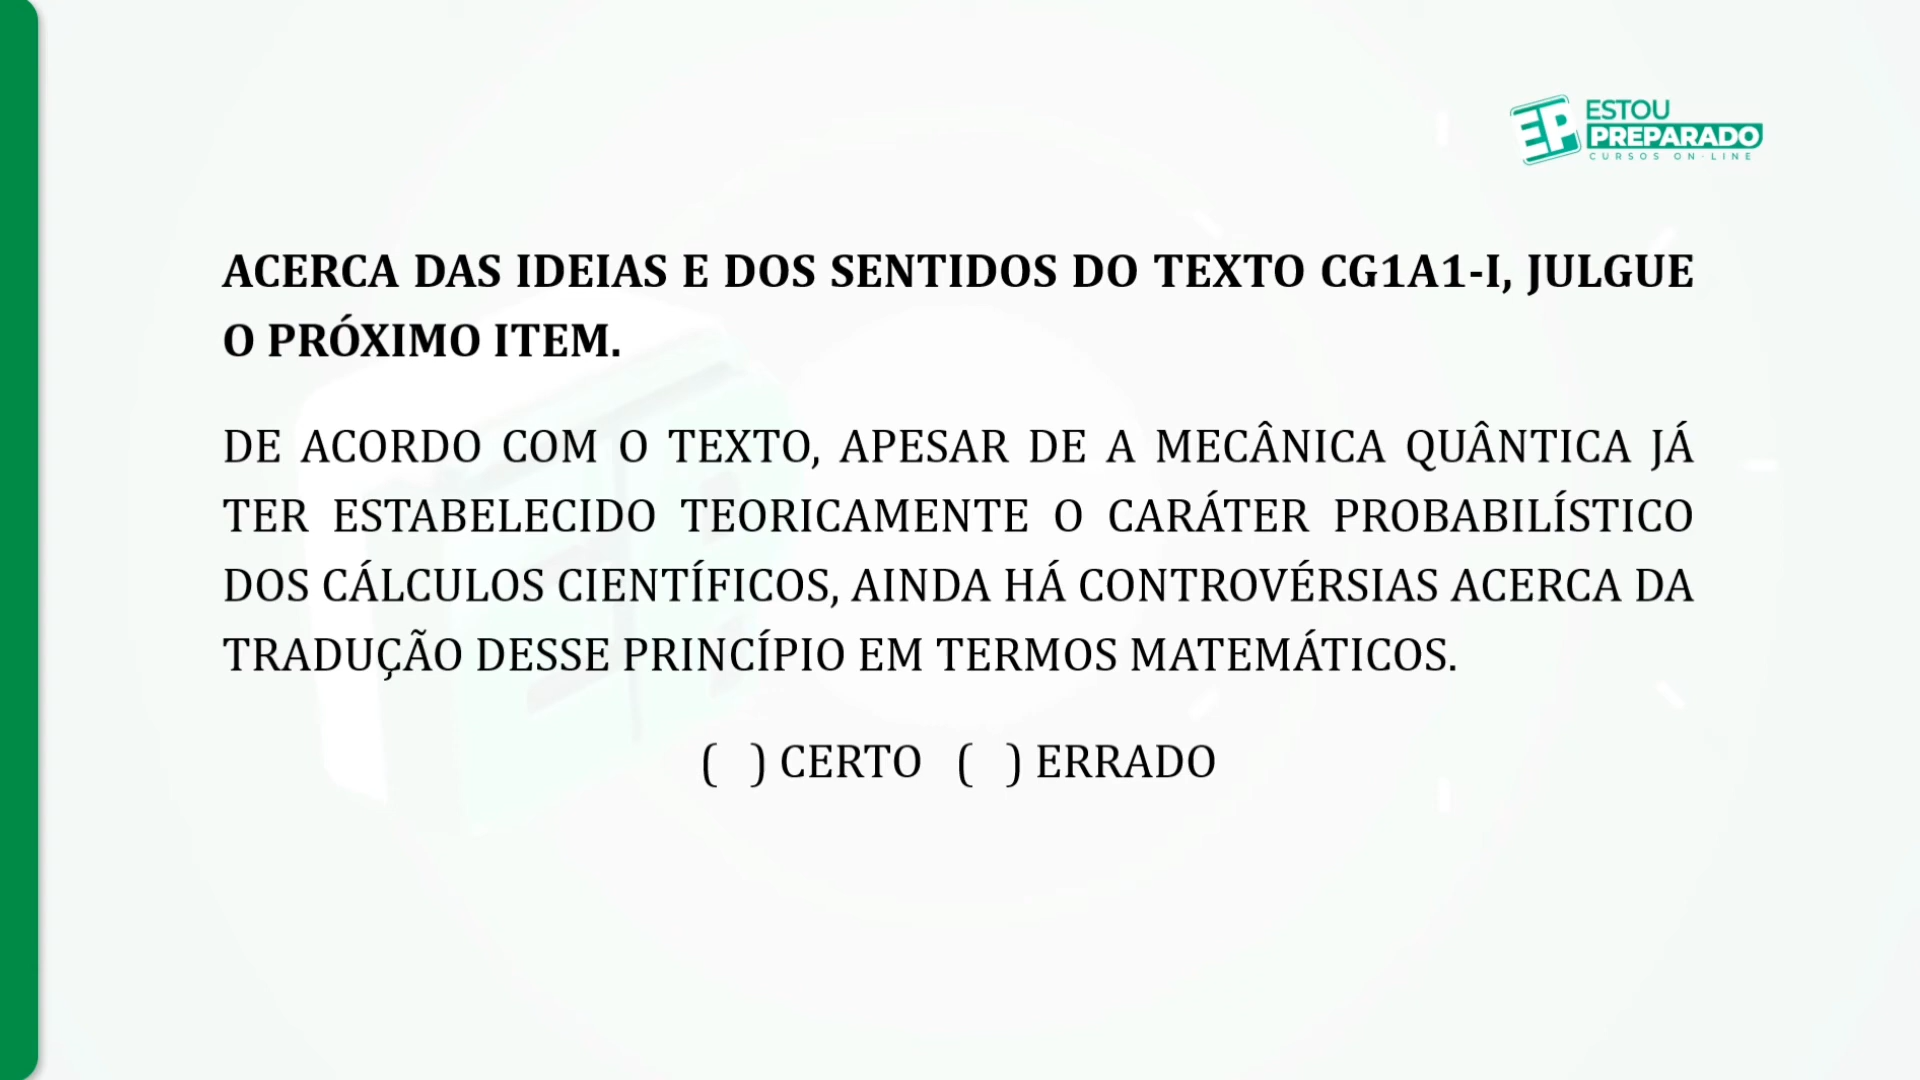 ESTOU
EP PREPARADO
CURSOS ON-LINE
ACERCA DAS IDEIAS E DOS SENTIDOS DO TEXTO CG1A1-I, JULGUE
O PRÓXIMO ITEM.
DE ACORDO COM O TEXTO, APESAR DE A MECÂNICA QUÂNTICA JÁ
TER ESTABELECIDO TEORICAMENTE O CARÁTER PROBABILÍSTICO
DOS CÁLCULOS CIENTÍFICOS, AINDA HÁ CONTROVÉRSIAS ACERCA DA
TRADUÇÃO DESSE PRINCÍPIO EM TERMOS MATEMÁTICOS.
( ) CERTO ( ) ERRADO